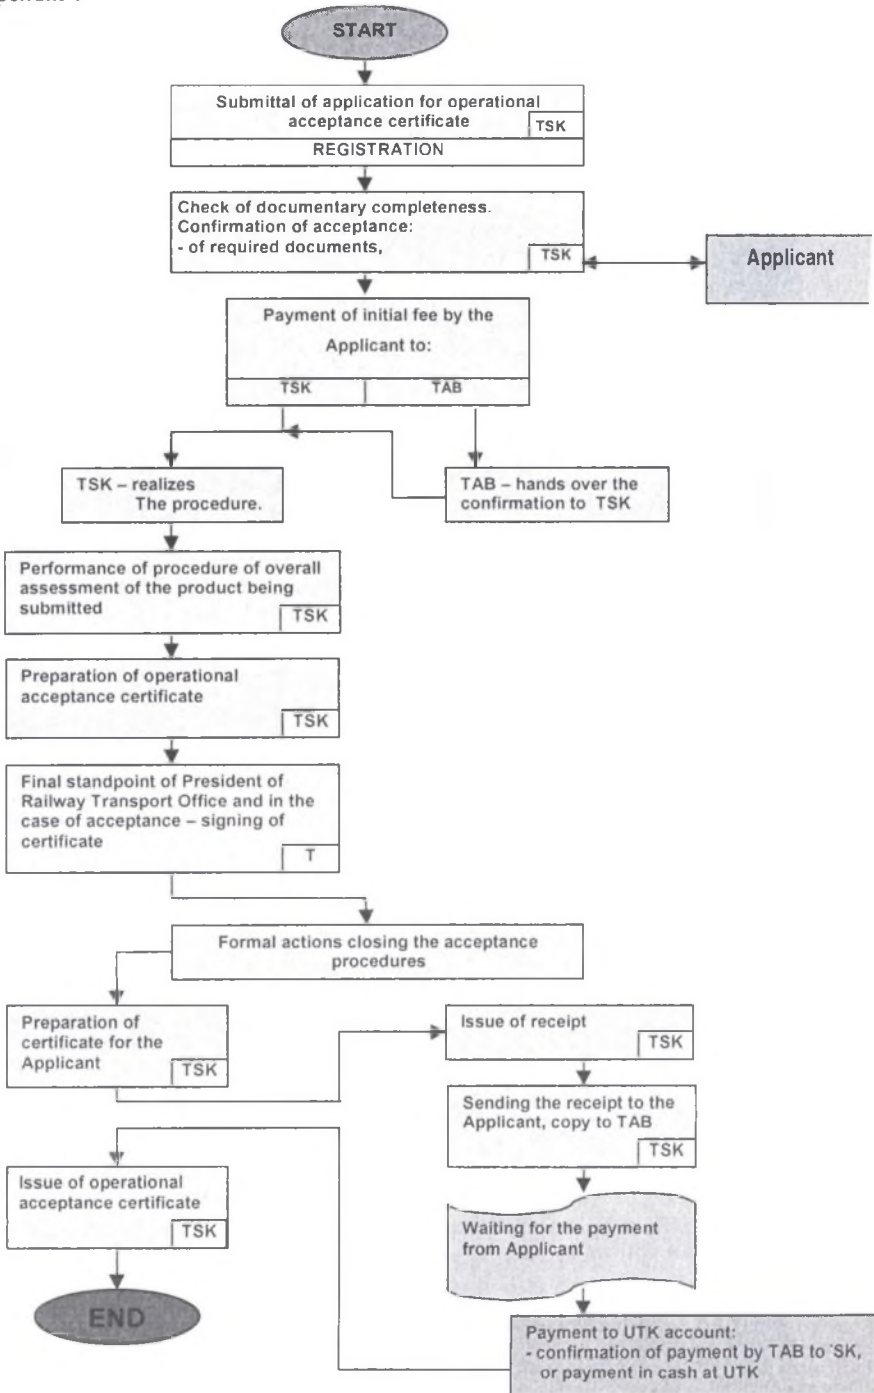 START
Submittal of application for operational
acceptance certificate
TSK
REGISTRATION
Check of documentary completeness.
Confirmation of acceptance:
- of required documents,
TSK
Applicant
Payment of initial fee by the
Applicant to:
TSK
TAB
TSK – realizes
The procedure.
TAB – hands over the
confirmation to TSK
Performance of procedure of overall
assessment of the product being
submitted
TSK
Preparation of operational
acceptance certificate
TSK
Final standpoint of President of
Railway Transport Office and in the
case of acceptance – signing of
certificate
T
Formal actions closing the acceptance
procedures
Preparation of
certificate for the
Applicant
TSK
Issue of receipt
TSK
Sending the receipt to the
Applicant, copy to TAB
TSK
Issue of operational
acceptance certificate
TSK
Waiting for the payment
from Applicant
END
Payment to UTK account:
- confirmation of payment by TAB to SK,
or payment in cash at UTK